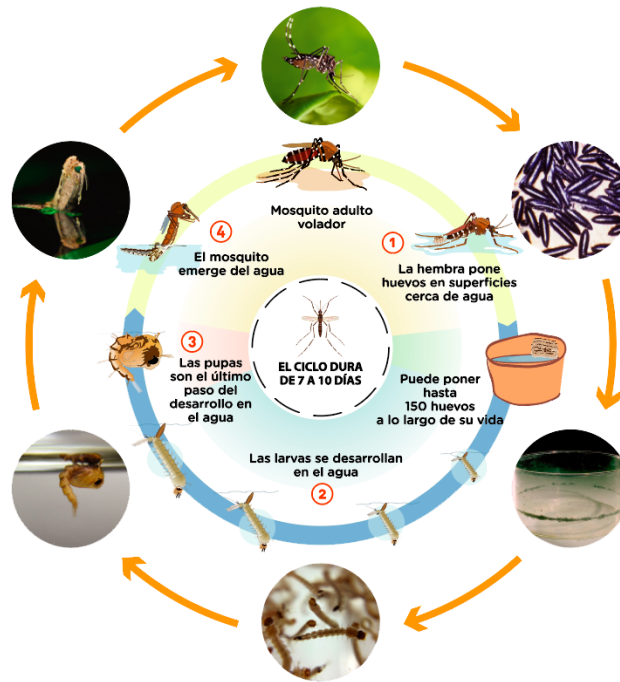 Mosquito adulto
volador
1
La hembra pone
huevos en superficies
cerca de agua
Puede poner
hasta
150 huevos
a lo largo de su vida
Las larvas se desarrollan
en el agua
2
3
Las pupas
son el último
paso del
desarrollo en
el agua
4
El mosquito
emerge del agua
EL CICLO DURA
DE 7 A 10 DÍAS